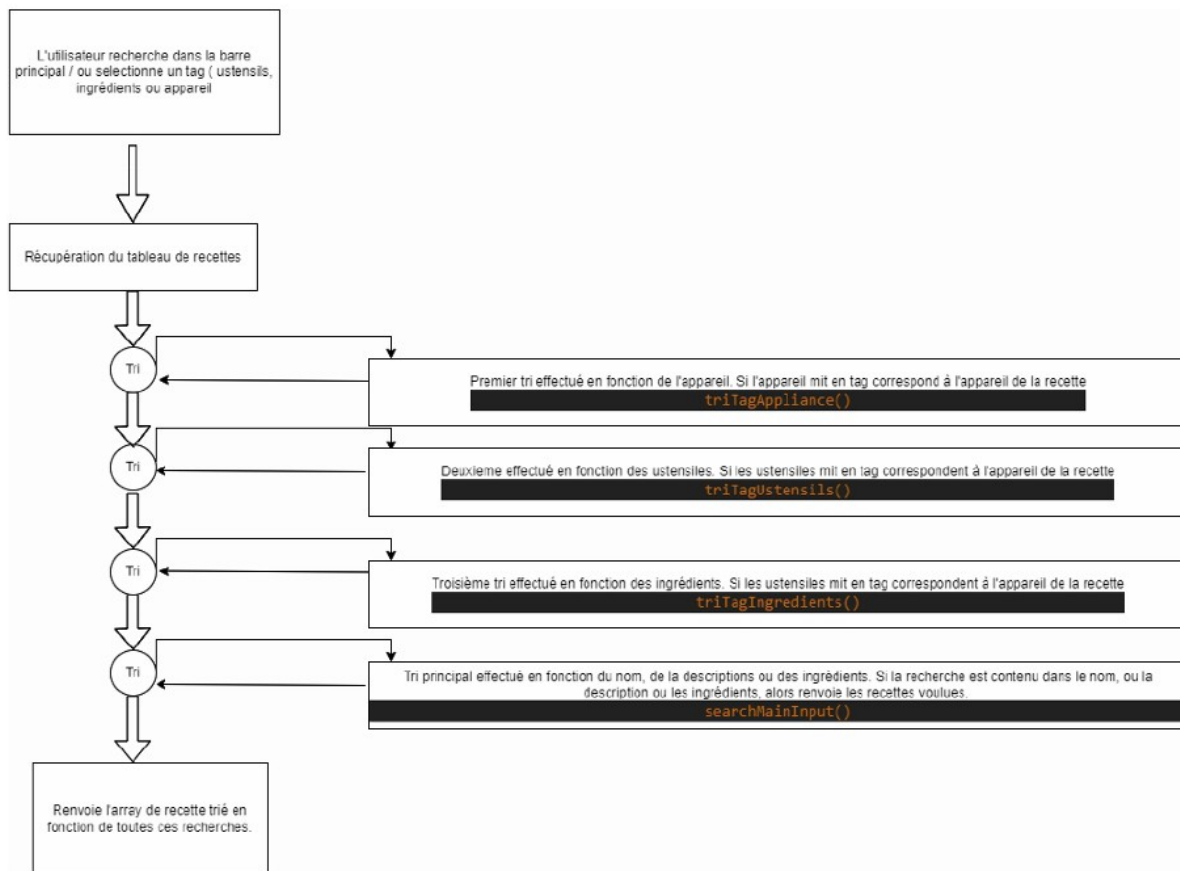 L'utilisateur recherche dans la barre
principal / ou selectionne un tag ( ustensils,
ingrédients ou appareil
Récupération du tableau de recettes
Tri
Premier tri effectué en fonction de l'appareil. Si l'appareil mit en tag correspond à l'appareil de la recette
triTagAppliance()
Tri
Deuxieme effectué en fonction des ustensiles. Si les ustensiles mit en tag correspondent à l'appareil de la recette
triTagUstensils()
Tri
Troisième tri effectué en fonction des ingrédients. Si les ustensiles mit en tag correspondent à l'appareil de la recette
triTagIngredients()
Tri
Tri principal effectué en fonction du nom, de la descriptions ou des ingrédients. Si la recherche est contenu dans le nom, ou la
description ou les ingrédients, alors renvoie les recettes voulues.
searchMainInput()
Renvoie l'array de recette trié en
fonction de toutes ces recherches.